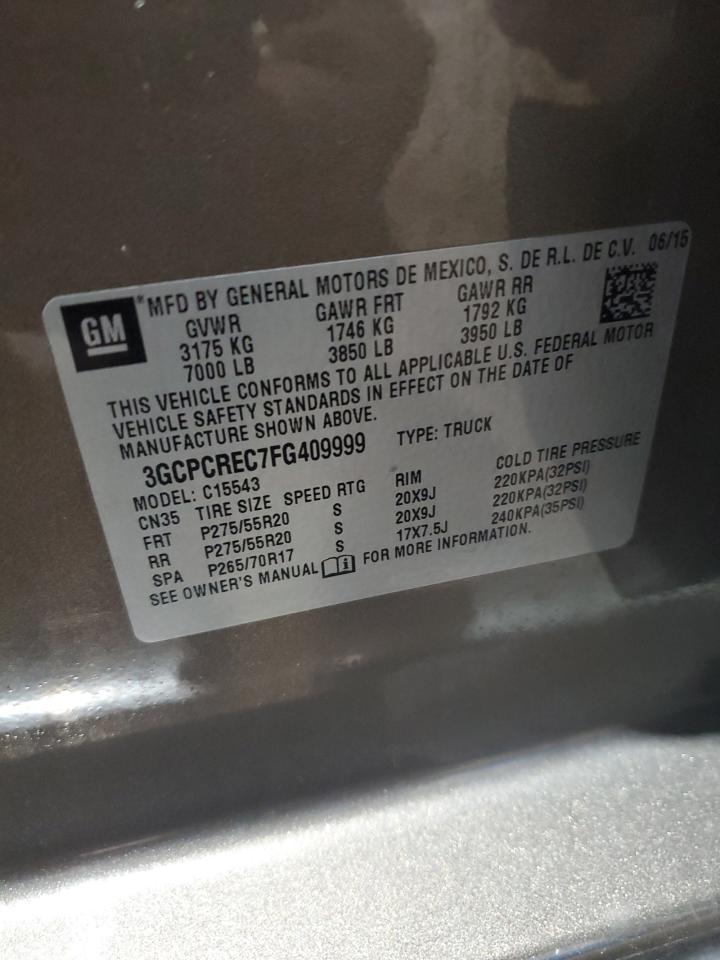 GM
*MFD BY GENERAL MOTORS DE MEXICO, S. DE R.L. DE C.V. 06/15
GVWR GAWR FRT GAWR RR
3175 KG 1746 KG 1792 KG
7000 LB 3850 LB 3950 LB
THIS VEHICLE CONFORMS TO ALL APPLICABLE U.S. FEDERAL MOTOR
VEHICLE SAFETY STANDARDS IN EFFECT ON THE DATE OF
MANUFACTURE SHOWN ABOVE.
3GCPCREC7FG409999 TYPE: TRUCK
MODEL: C15543
CN35 TIRE SIZE SPEED RTG RIM COLD TIRE PRESSURE
FRT P275/55R20 S 20X9J 220KPA(32PSI)
RR P275/55R20 S 20X9J 220KPA(32PSI)
SPA P265/70R17 S 17X7.5J 240KPA(35PSI)
SEE OWNER'S MANUAL i FOR MORE INFORMATION.